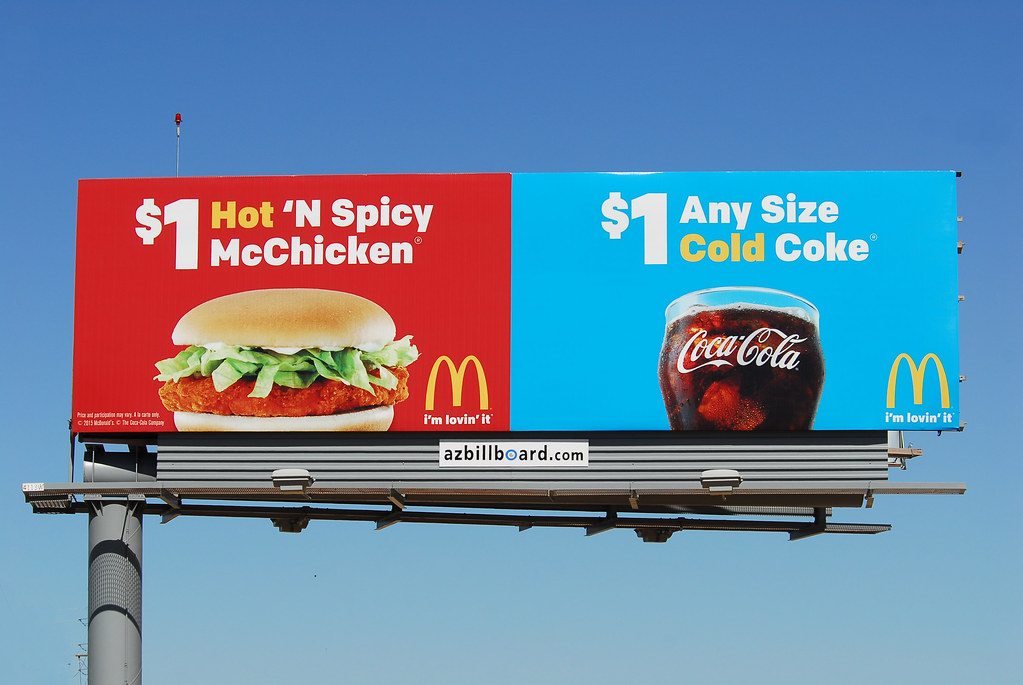 $1 Hot ‘N Spicy
McChicken®
i'm lovin' it
Price and participation may vary. A la carte only.
© 2015 McDonald's. © The Coca-Cola Company
$1 Any Size
Cold Coke®
Coca-Cola
i'm lovin' it
azbillboard.com